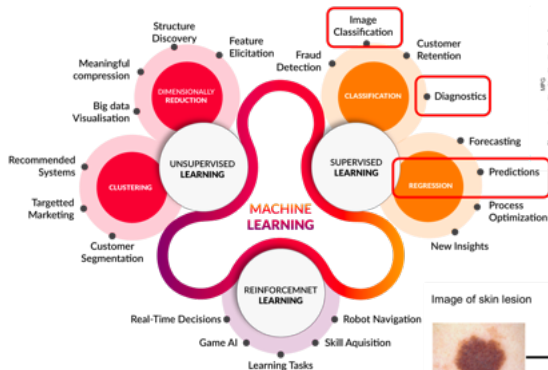 Structure
Discovery
Feature
Elicitation
Meaningful
compression
DIMENSIONALLY
REDUCTION
Big data
Visualisation
Image
Classification
Customer
Retention
Fraud
Detection
CLASSIFICATION
Diagnostics
MPG
UNSUPERVISED
LEARNING
SUPERVISED
LEARNING
Forecasting
Recommended
Systems
CLUSTERING
Targetted
Marketing
Customer
Segmentation
REGRESSION
Predictions
Process
Optimization
New Insights
MACHINE
LEARNING
REINFORCEMNET
LEARNING
Real-Time Decisions
Robot Navigation
Game AI
Skill Aquisition
Learning Tasks
Image of skin lesion